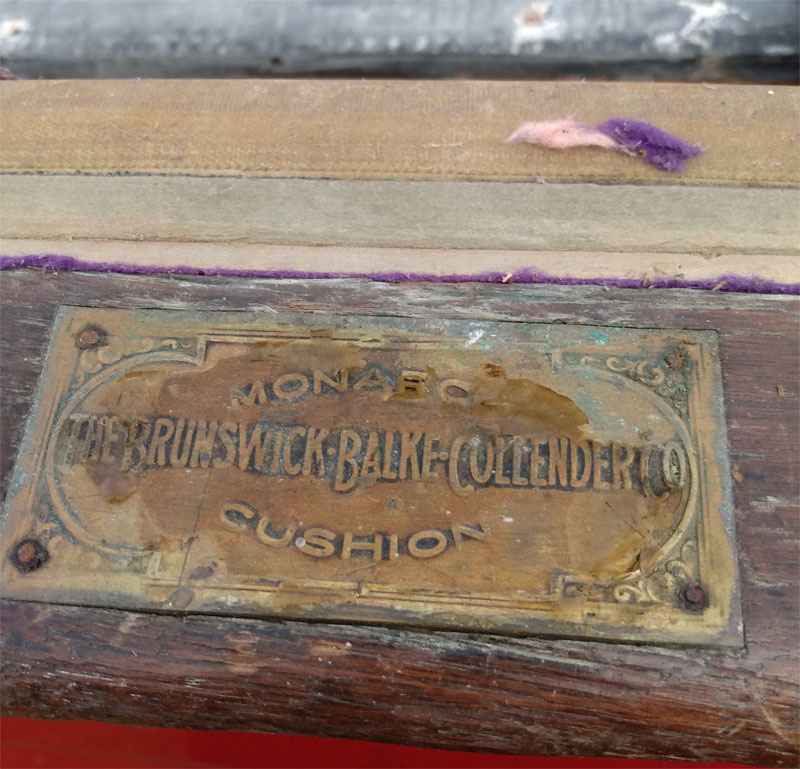 MONARCH
THE BRUNSWICK-BALKE-COLLENDER CO
CUSHION